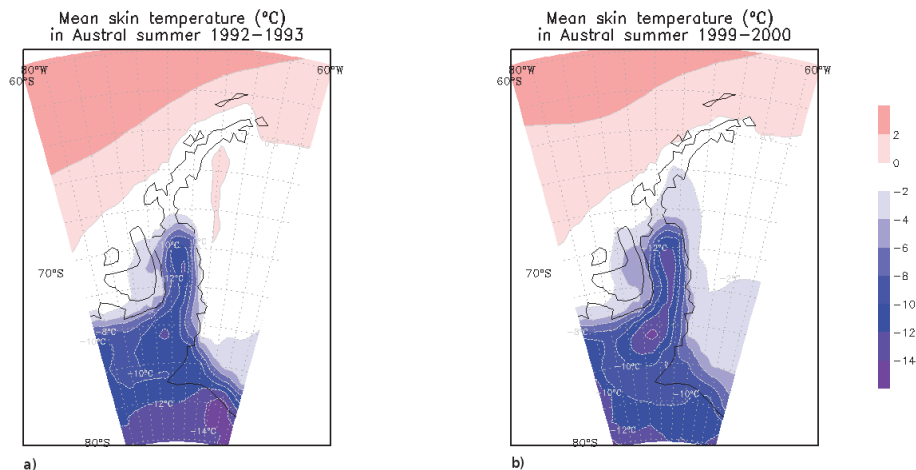 Mean skin temperature (°C)
in Austral summer 1992-1993
80°W
60°S
60°W
70°S
80°S
-10°C
-12°C
-8°C
-10°C
-10°C
-12°C
-14°C
a)
Mean skin temperature (°C)
in Austral summer 1999-2000
80°W
60°S
60°W
70°S
80°S
-12°C
-8°C
-10°C
-10°C
-10°C
-12°C
b)
2
0
-2
-4
-6
-8
-10
-12
-14